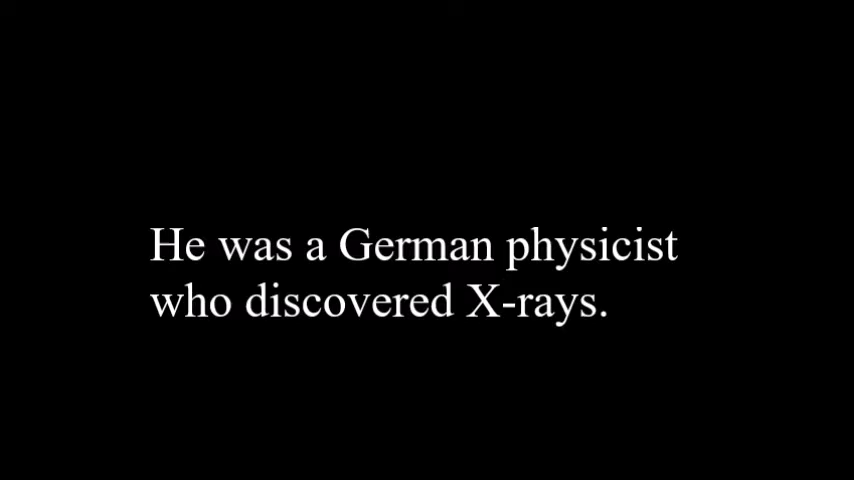 He was a German physicist
who discovered X-rays.